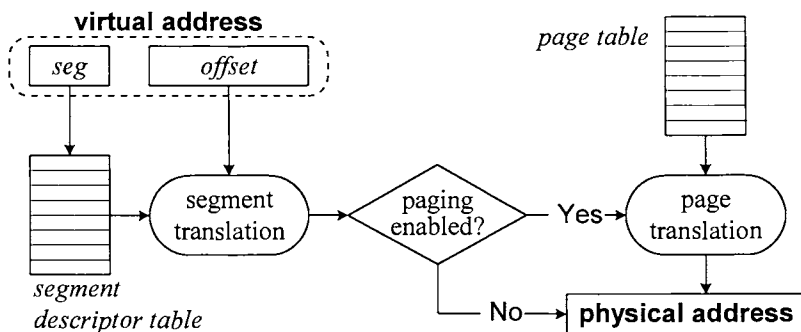 virtual address
seg
offset
page table
segment
translation
paging
enabled?
Yes
page
translation
segment
descriptor table
No
physical address